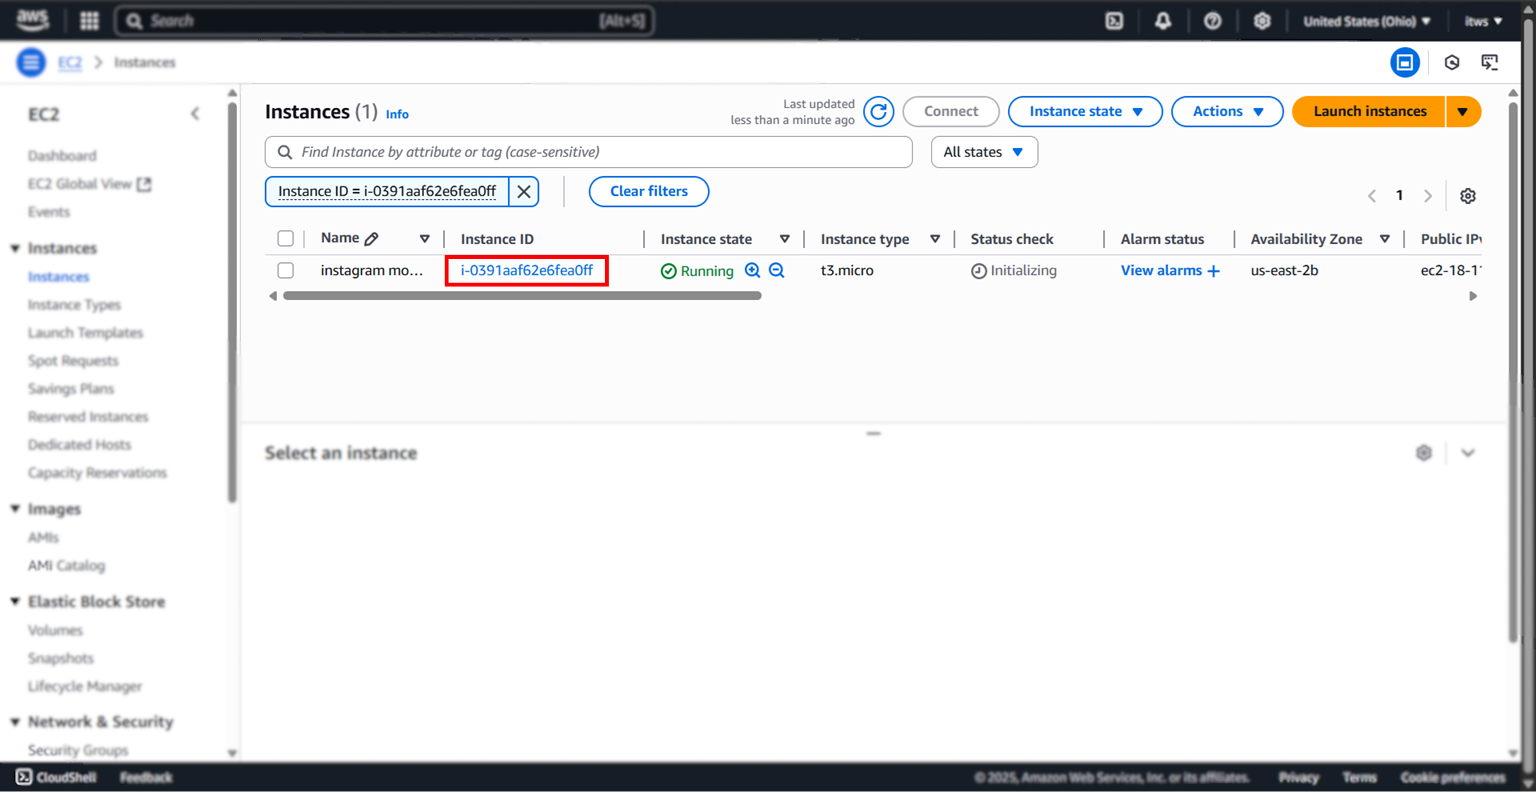 aws
Search [Alt+S]
United States (Ohio)
itws
EC2 > Instances
EC2
Dashboard
EC2 Global View
Events
Instances
Instances
Instance Types
Launch Templates
Spot Requests
Savings Plans
Reserved Instances
Dedicated Hosts
Capacity Reservations
Images
AMIs
AMI Catalog
Elastic Block Store
Volumes
Snapshots
Lifecycle Manager
Network & Security
Security Groups
Instances (1) Info
Last updated
less than a minute ago
Connect
Instance state
Actions
Launch instances
Find Instance by attribute or tag (case-sensitive)
All states
Instance ID = i-0391aaf62e6fea0ff
Clear filters
1
Name Instance ID Instance state Instance type Status check Alarm status Availability Zone Public IPv
instagram mo... i-0391aaf62e6fea0ff Running t3.micro Initializing View alarms + us-east-2b ec2-18-11
Select an instance
CloudShell Feedback © 2025, Amazon Web Services, Inc. or its affiliates. Privacy Terms Cookie preferences